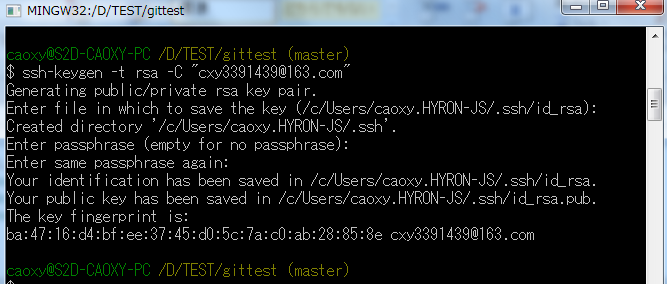 MINGW32:/D/TEST/gittest
caoxy@S2D-CAOXY-PC /D/TEST/gittest (master)
$ ssh-keygen -t rsa -C "cxy3391439@163.com"
Generating public/private rsa key pair.
Enter file in which to save the key (/c/Users/caoxy.HYRON-JS/.ssh/id_rsa):
Created directory '/c/Users/caoxy.HYRON-JS/.ssh'.
Enter passphrase (empty for no passphrase):
Enter same passphrase again:
Your identification has been saved in /c/Users/caoxy.HYRON-JS/.ssh/id_rsa.
Your public key has been saved in /c/Users/caoxy.HYRON-JS/.ssh/id_rsa.pub.
The key fingerprint is:
ba:47:16:d4:bf:ee:37:45:d0:5c:7a:c0:ab:28:85:8e cxy3391439@163.com
caoxy@S2D-CAOXY-PC /D/TEST/gittest (master)